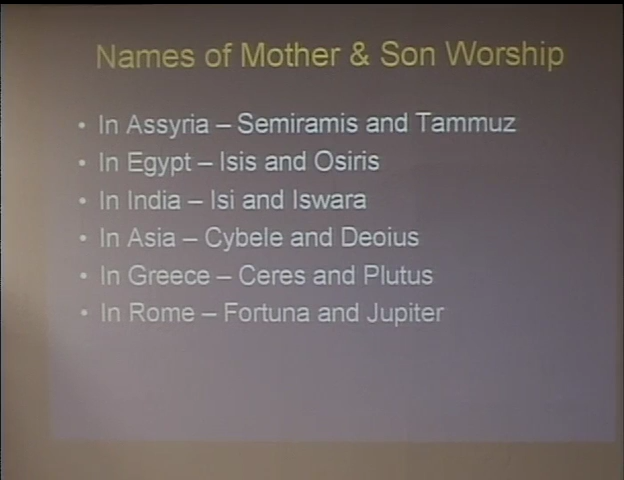 Names of Mother & Son Worship
• In Assyria – Semiramis and Tammuz
• In Egypt – Isis and Osiris
• In India – Isi and Iswara
• In Asia – Cybele and Deoius
• In Greece – Ceres and Plutus
• In Rome – Fortuna and Jupiter